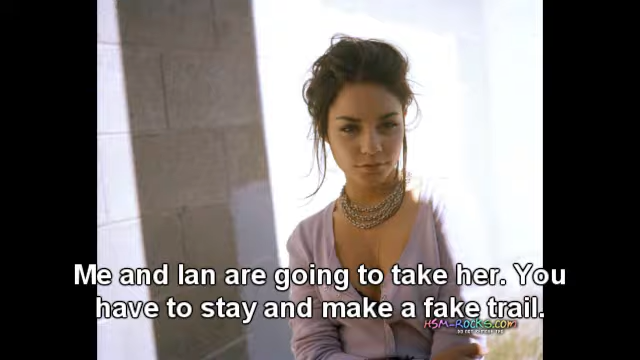 Me and Ian are going to take her. You
have to stay and make a fake trail.
HSM-ROCKS.COM